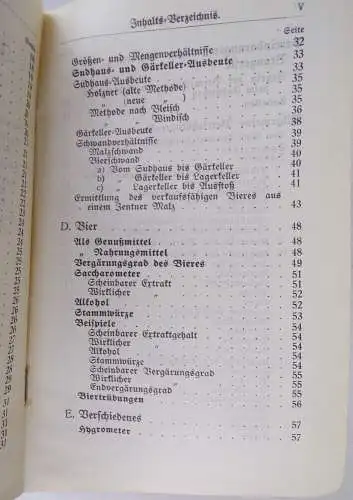 Inhalts-Verzeichnis. V
Seite
Größen- und Mengenverhältnisse 32
Sudhaus- und Gärkeller-Ausbeute 33
Sudhaus-Ausbeute 33
Holzner (alte Methode) 35
„ (neue „ ) 35
Methode nach Bleisch 35
„ „ Windisch 36
Gärkeller-Ausbeute 38
Schwandverhältnisse 39
Malzschwand 40
Bierschwand 40
a) Vom Sudhaus bis Gärkeller 40
b) „ Gärkeller bis Lagerkeller 41
c) „ Lagerkeller bis Ausstoß 41
Ermittlung des verkaufsfähigen Bieres aus
einem Zentner Malz 43
D. Bier 48
Als Genußmittel 48
„ Nahrungsmittel 48
Vergärungsgrad des Bieres 49
Saccharometer 51
Scheinbarer Extrakt 51
Wirklicher „ 52
Alkohol 52
Stammwürze 53
Beispiele 54
Scheinbarer Extraktgehalt 54
Wirklicher „ 54
Alkohol 54
Stammwürze 54
Scheinbarer Vergärungsgrad 55
Wirklicher „ 55
Endvergärungsgrad 55
Biertrübungen 56
E. Verschiedenes 57
Hygrometer 57